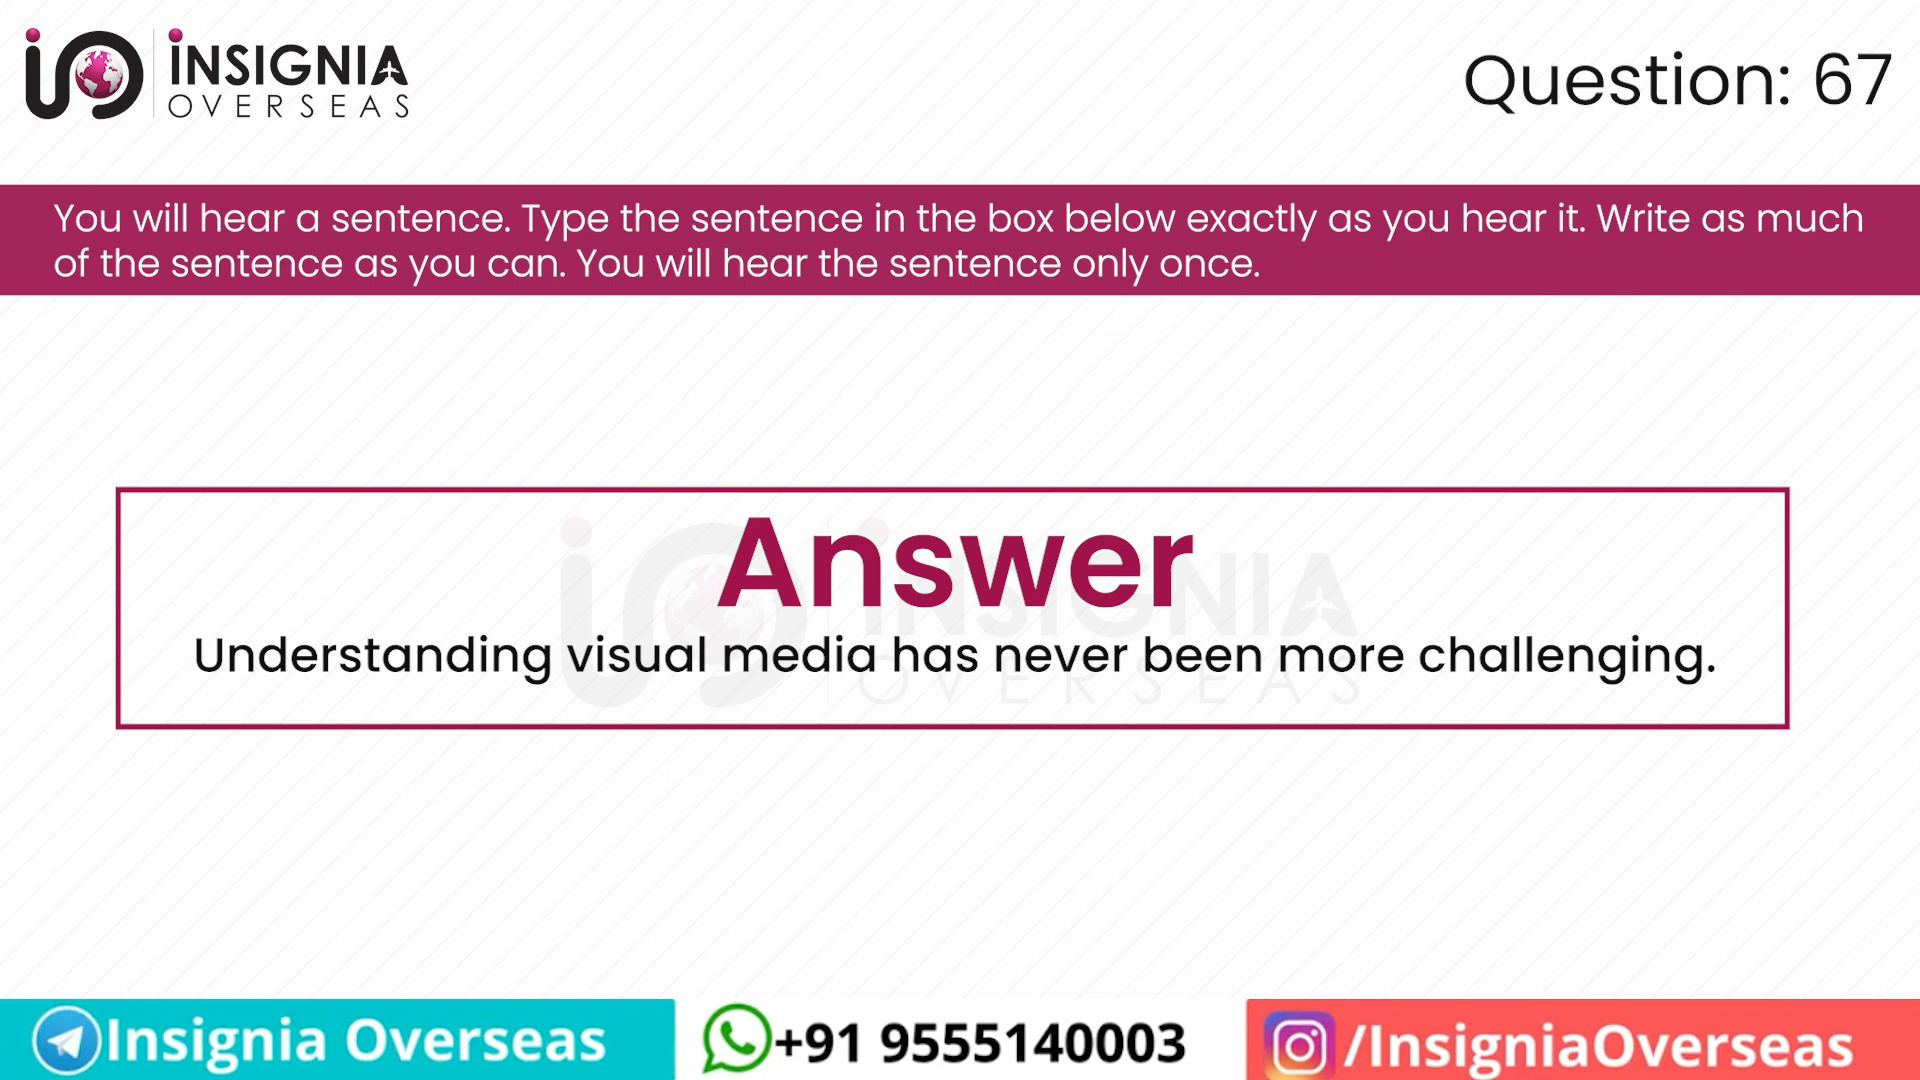 INSIGNIA
OVERSEAS
Question: 67
You will hear a sentence. Type the sentence in the box below exactly as you hear it. Write as much
of the sentence as you can. You will hear the sentence only once.
INSIGNIA
OVERSEAS
Answer
Understanding visual media has never been more challenging.
Insignia Overseas
+91 9555140003
/InsigniaOverseas